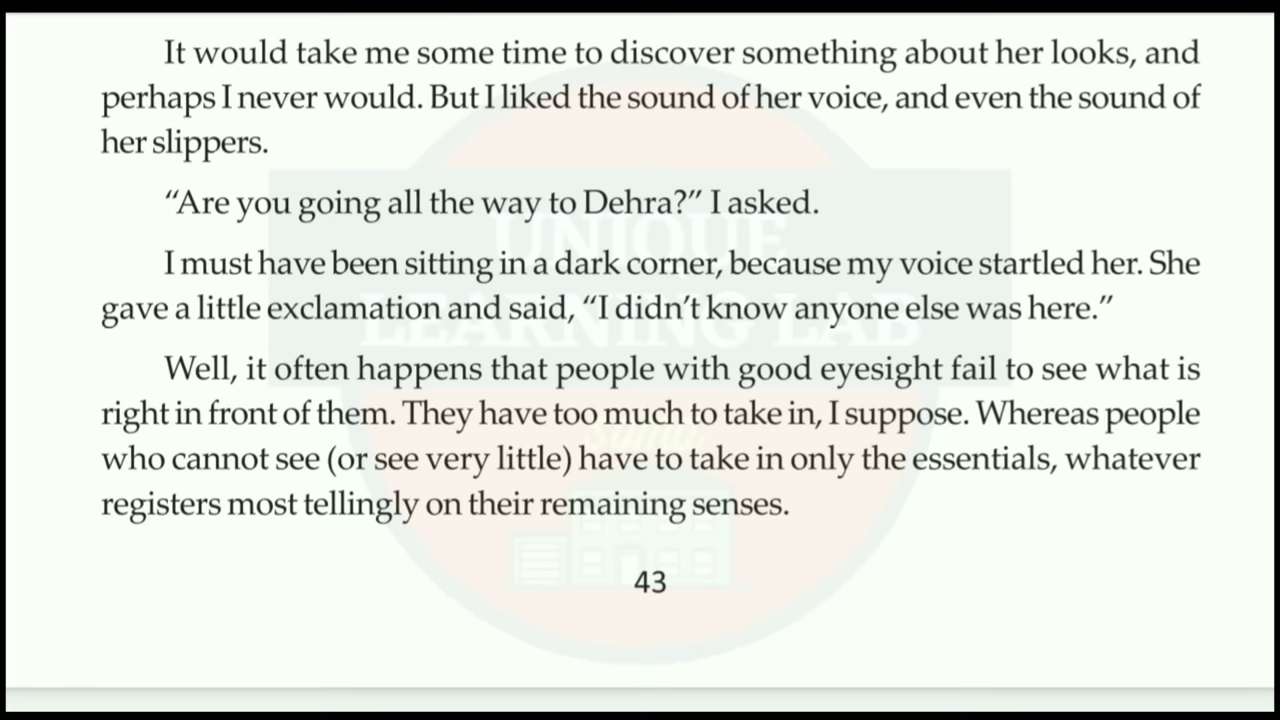 It would take me some time to discover something about her looks, and
perhaps I never would. But I liked the sound of her voice, and even the sound of
her slippers.
“Are you going all the way to Dehra?” I asked.
I must have been sitting in a dark corner, because my voice startled her. She
gave a little exclamation and said, “I didn’t know anyone else was here.”
Well, it often happens that people with good eyesight fail to see what is
right in front of them. They have too much to take in, I suppose. Whereas people
who cannot see (or see very little) have to take in only the essentials, whatever
registers most tellingly on their remaining senses.
43
UNIQUE
LEARNING LAB